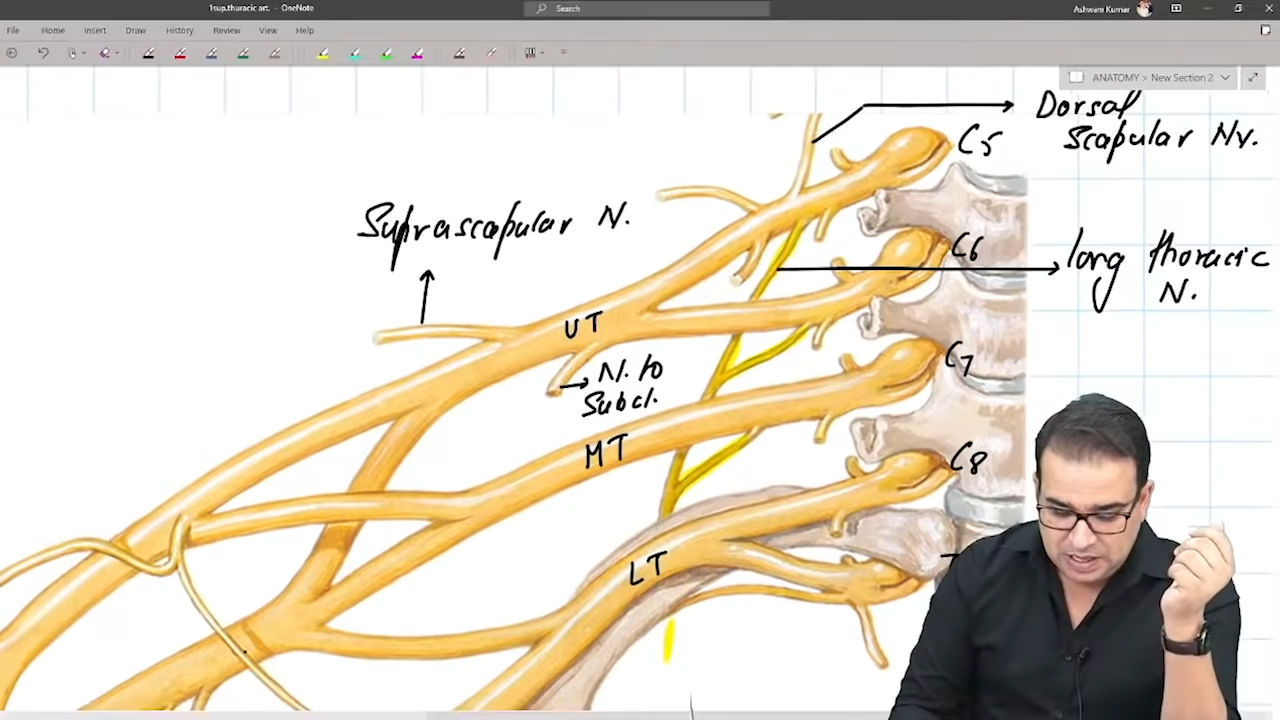 1sup.thoracic art. - OneNote
Search
Ashwani Kumar
File Home Insert Draw History Review View Help
ANATOMY > New Section 2
Dorsal
Scapular Nv.
C5
Suprascapular N.
C6
long thoracic
N.
UT
C7
N. to
Subcl.
MT
C8
LT